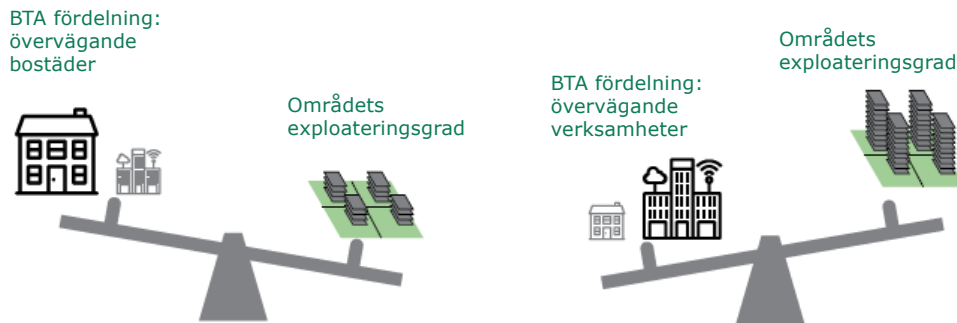 BTA fördelning:
övervägande
bostäder
Områdets
exploateringsgrad
BTA fördelning:
övervägande
verksamheter
Områdets
exploateringsgrad